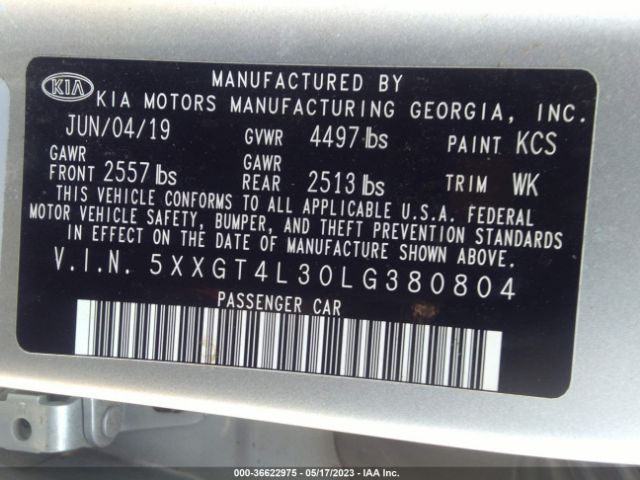 KIA
MANUFACTURED BY
KIA MOTORS MANUFACTURING GEORGIA, INC.
JUN/04/19 GVWR 4497 lbs PAINT KCS
GAWR FRONT 2557 lbs GAWR REAR 2513 lbs TRIM WK
THIS VEHICLE CONFORMS TO ALL APPLICABLE U.S.A. FEDERAL
MOTOR VEHICLE SAFETY, BUMPER, AND THEFT PREVENTION STANDARDS
IN EFFECT ON THE DATE OF MANUFACTURE SHOWN ABOVE.
V.I.N. 5XXGT4L30LG380804
PASSENGER CAR
000-36622975 - 05/17/2023 - IAA Inc.